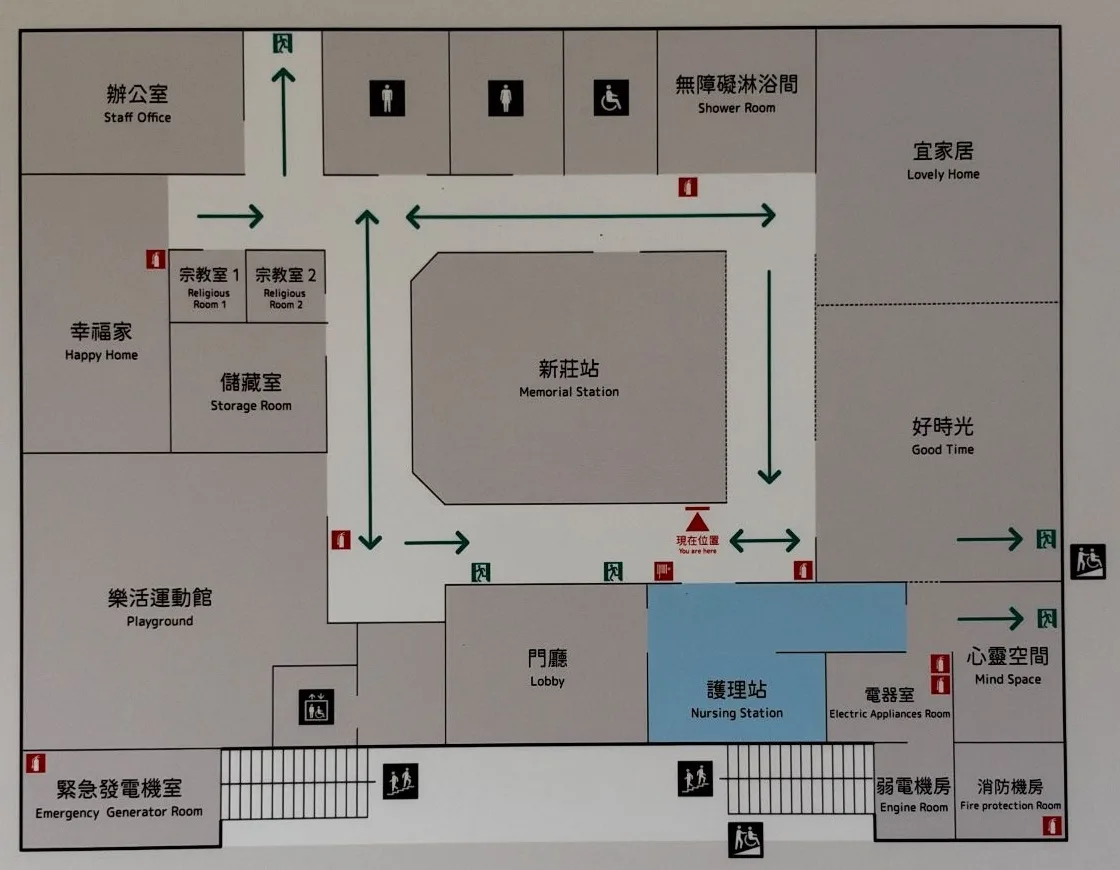 辦公室
Staff Office
無障礙淋浴間
Shower Room
宜家居
Lovely Home
宗教室 1
Religious
Room 1
宗教室 2
Religious
Room 2
幸福家
Happy Home
儲藏室
Storage Room
新莊站
Memorial Station
好時光
Good Time
現在位置
You are here
樂活運動館
Playground
門廳
Lobby
護理站
Nursing Station
電器室
Electric Appliances Room
心靈空間
Mind Space
緊急發電機室
Emergency Generator Room
弱電機房
Engine Room
消防機房
Fire protection Room